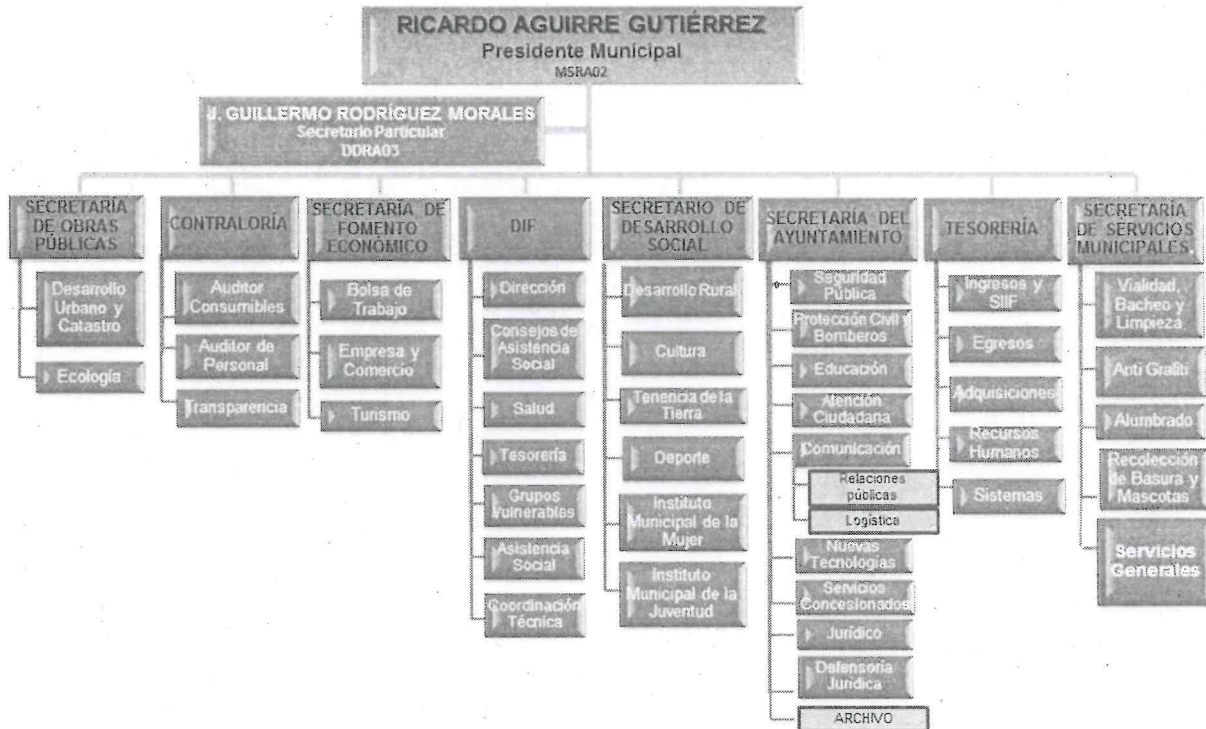 RICARDO AGUIRRE GUTIÉRREZ
Presidente Municipal
MSRA02
J. GUILLERMO RODRÍGUEZ MORALES
Secretario Particular
DDRA03
SECRETARÍA
DE OBRAS
PÚBLICAS
Desarrollo
Urbano y
Catastro
Ecología
CONTRALORÍA
Auditor
Consumibles
Auditor de
Personal
Transparencia
SECRETARÍA DE
FOMENTO
ECONÓMICO
Bolsa de
Trabajo
Empresa y
Comercio
Turismo
DIF
Dirección
Consejos de
Asistencia
Social
Salud
Tesorería
Grupos
Vulnerables
Asistencia
Social
Coordinación
Técnica
SECRETARIO DE
DESARROLLO
SOCIAL
Desarrollo Rural
Cultura
Tenencia de la
Tierra
Deporte
Instituto
Municipal de la
Mujer
Instituto
Municipal de la
Juventud
SECRETARÍA DEL
AYUNTAMIENTO
Seguridad
Pública
Protección Civil y
Bomberos
Educación
Atención
Ciudadana
Comunicación
Relaciones
públicas
Logística
Nuevas
Tecnologías
Servicios
Concesionados
Jurídico
Defensoría
Jurídica
ARCHIVO
TESORERÍA
Ingresos y
SIIF
Egresos
Adquisiciones
Recursos
Humanos
Sistemas
SECRETARÍA
DE SERVICIOS
MUNICIPALES
Vialidad,
Bacheo y
Limpieza
Anti Grafiti
Alumbrado
Recolección
de Basura y
Mascotas
Servicios
Generales